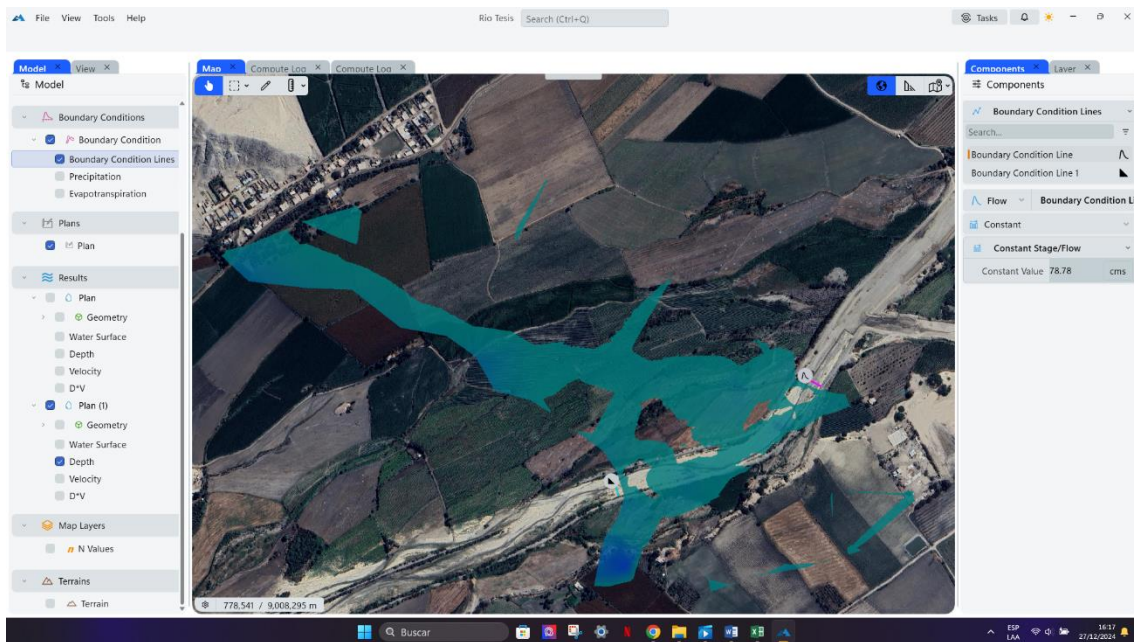 File View Tools Help
Rio Tesis
Search (Ctrl+Q)
Tasks
Model × View ×
Model
Boundary Conditions
Boundary Condition
Boundary Condition Lines
Precipitation
Evapotranspiration
Plans
Plan
Results
Plan
Geometry
Water Surface
Depth
Velocity
D*V
Plan (1)
Geometry
Water Surface
Depth
Velocity
D*V
Map Layers
n N Values
Terrains
Terrain
Map × Compute Log × Compute Log ×
778,541 / 9,008,295 m
Components × Layer ×
Components
Boundary Condition Lines
Search...
Boundary Condition Line
Boundary Condition Line 1
Flow Boundary Condition Li
Constant
Constant Stage/Flow
Constant Value 78.78 cms
Buscar
ESP
LAA
16:17
27/12/2024